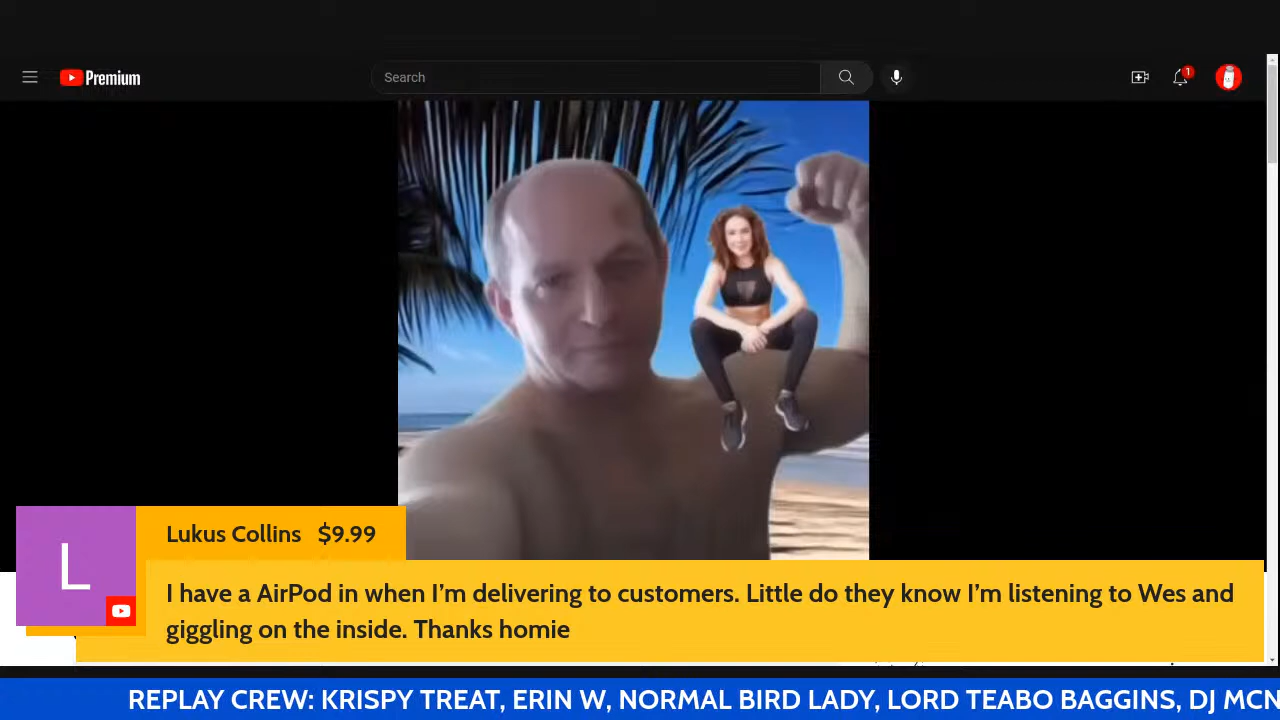 Premium
Search
1
L
Lukus Collins $9.99
I have a AirPod in when I’m delivering to customers. Little do they know I’m listening to Wes and
giggling on the inside. Thanks homie
REPLAY CREW: KRISPY TREAT, ERIN W, NORMAL BIRD LADY, LORD TEABO BAGGINS, DJ MCN